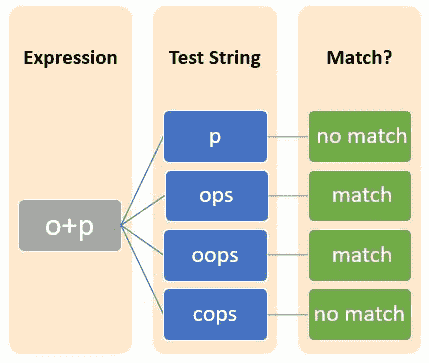 Expression Test String Match?
p no match
ops match
o+p
oops match
cops no match